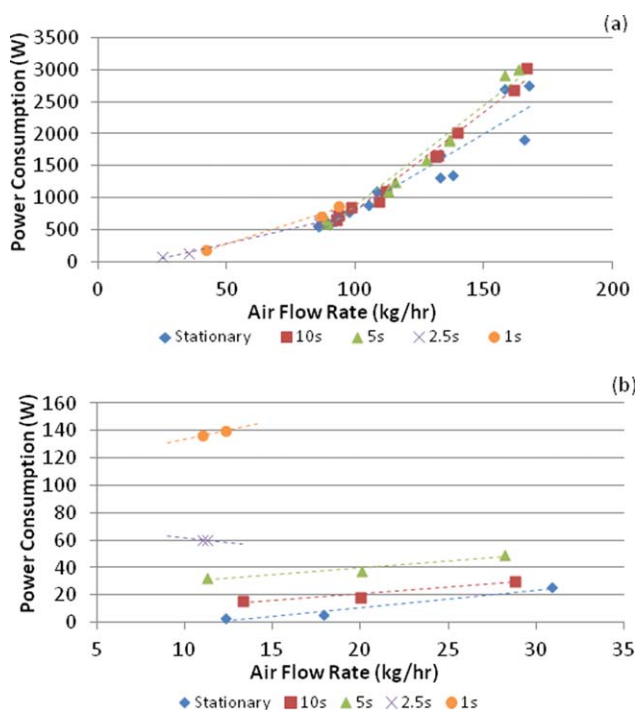 (a)
Power Consumption (W)
3500
3000
2500
2000
1500
1000
500
0
0 50 100 150 200
Air Flow Rate (kg/hr)
Stationary 10s 5s 2.5s 1s
(b)
Power Consumption (W)
160
140
120
100
80
60
40
20
0
5 10 15 20 25 30 35
Air Flow Rate (kg/hr)
Stationary 10s 5s 2.5s 1s